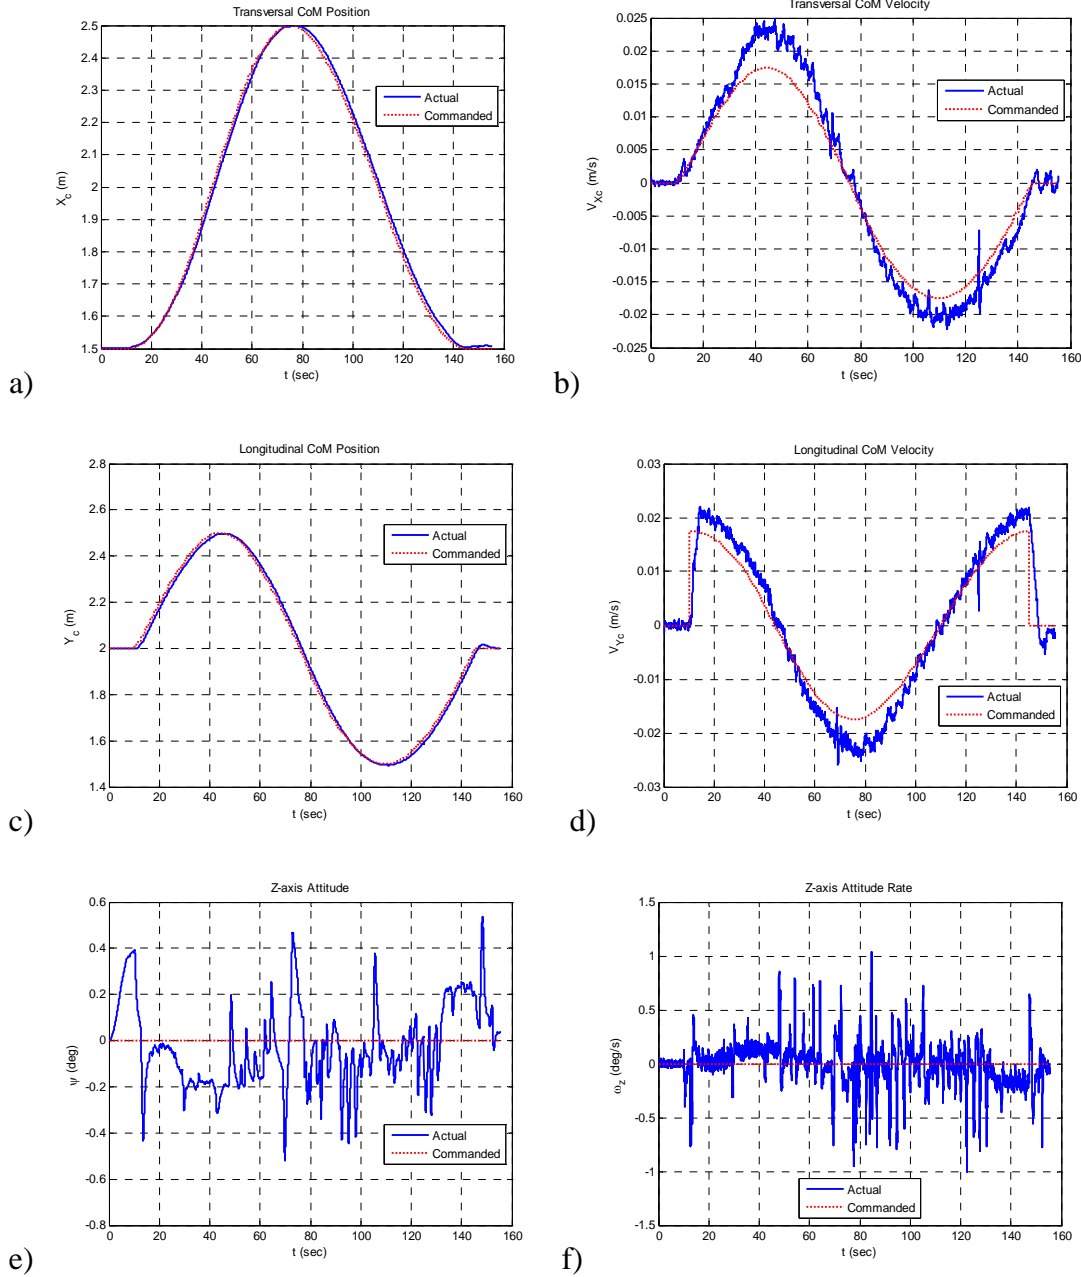 Transversal CoM Position
2.5
2.4
2.3
2.2
2.1
2
1.9
1.8
1.7
1.6
1.5
X_c (m)
Actual
Commanded
0 20 40 60 80 100 120 140 160
t (sec)
a)
Transversal CoM Velocity
0.025
0.02
0.015
0.01
0.005
0
-0.005
-0.01
-0.015
-0.02
-0.025
V_Xc (m/s)
Actual
Commanded
0 20 40 60 80 100 120 140 160
t (sec)
b)
Longitudinal CoM Position
2.8
2.6
2.4
2.2
2
1.8
1.6
1.4
Y_c (m)
Actual
Commanded
0 20 40 60 80 100 120 140 160
t (sec)
c)
Longitudinal CoM Velocity
0.03
0.02
0.01
0
-0.01
-0.02
-0.03
V_Yc (m/s)
Actual
Commanded
0 20 40 60 80 100 120 140 160
t (sec)
d)
Z-axis Attitude
0.6
0.4
0.2
0
-0.2
-0.4
-0.6
-0.8
ψ (deg)
Actual
Commanded
0 20 40 60 80 100 120 140 160
t (sec)
e)
Z-axis Attitude Rate
1.5
1
0.5
0
-0.5
-1
-1.5
ω_z (deg/s)
Actual
Commanded
0 20 40 60 80 100 120 140 160
t (sec)
f)